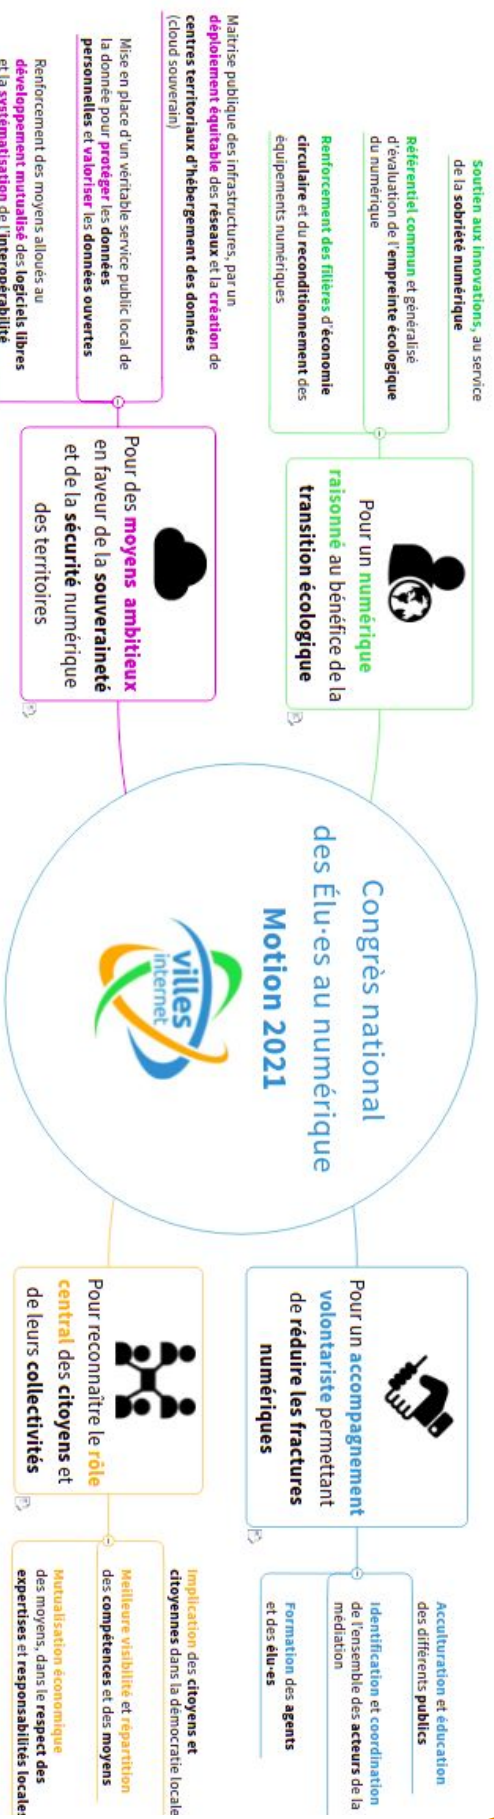 Congrès national
des Élu·es au numérique
Motion 2021
villes
internet
Pour un numérique
raisonné au bénéfice de la
transition écologique
Soutien aux innovations, au service
de la sobriété numérique
Référentiel commun et généralisé
d'évaluation de l'empreinte écologique
du numérique
Renforcement des filières d'économie
circulaire et du reconditionnement des
équipements numériques
Pour des moyens ambitieux
en faveur de la souveraineté
et de la sécurité numérique
des territoires
Maîtrise publique des infrastructures, par un
déploiement équitable des réseaux et la création de
centres territoriaux d'hébergement des données
(cloud souverain)
Mise en place d'un véritable service public local de
la donnée pour protéger les données
personnelles et valoriser les données ouvertes
Renforcement des moyens alloués au
développement mutualisé des logiciels libres
et la systématisation de l'interopérabilité
Pour un accompagnement
volontariste permettant
de réduire les fractures
numériques
Acculturation et éducation
des différents publics
Identification et coordination
de l'ensemble des acteurs de la
médiation
Formation des agents
et des élu·es
Pour reconnaître le rôle
central des citoyens et
de leurs collectivités
Implication des citoyens et
citoyennes dans la démocratie locale
Meilleure visibilité et répartition
des compétences et des moyens
Mutualisation économique
des moyens, dans le respect des
expertises et responsabilités locales